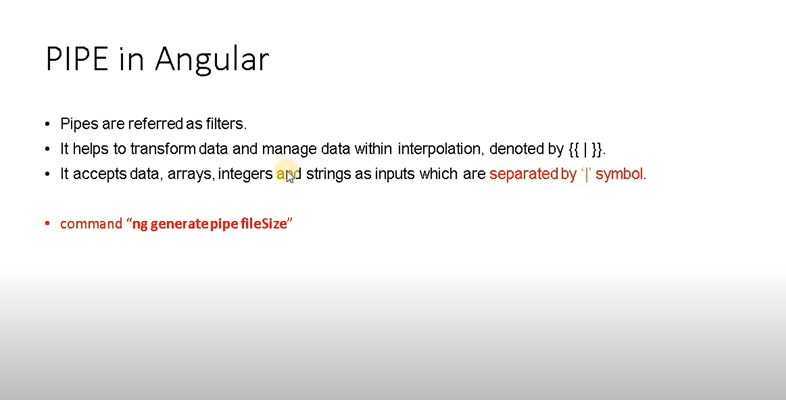 PIPE in Angular
• Pipes are referred as filters.
• It helps to transform data and manage data within interpolation, denoted by {{ | }}.
• It accepts data, arrays, integers and strings as inputs which are separated by '|' symbol.
• command “ng generate pipe fileSize”